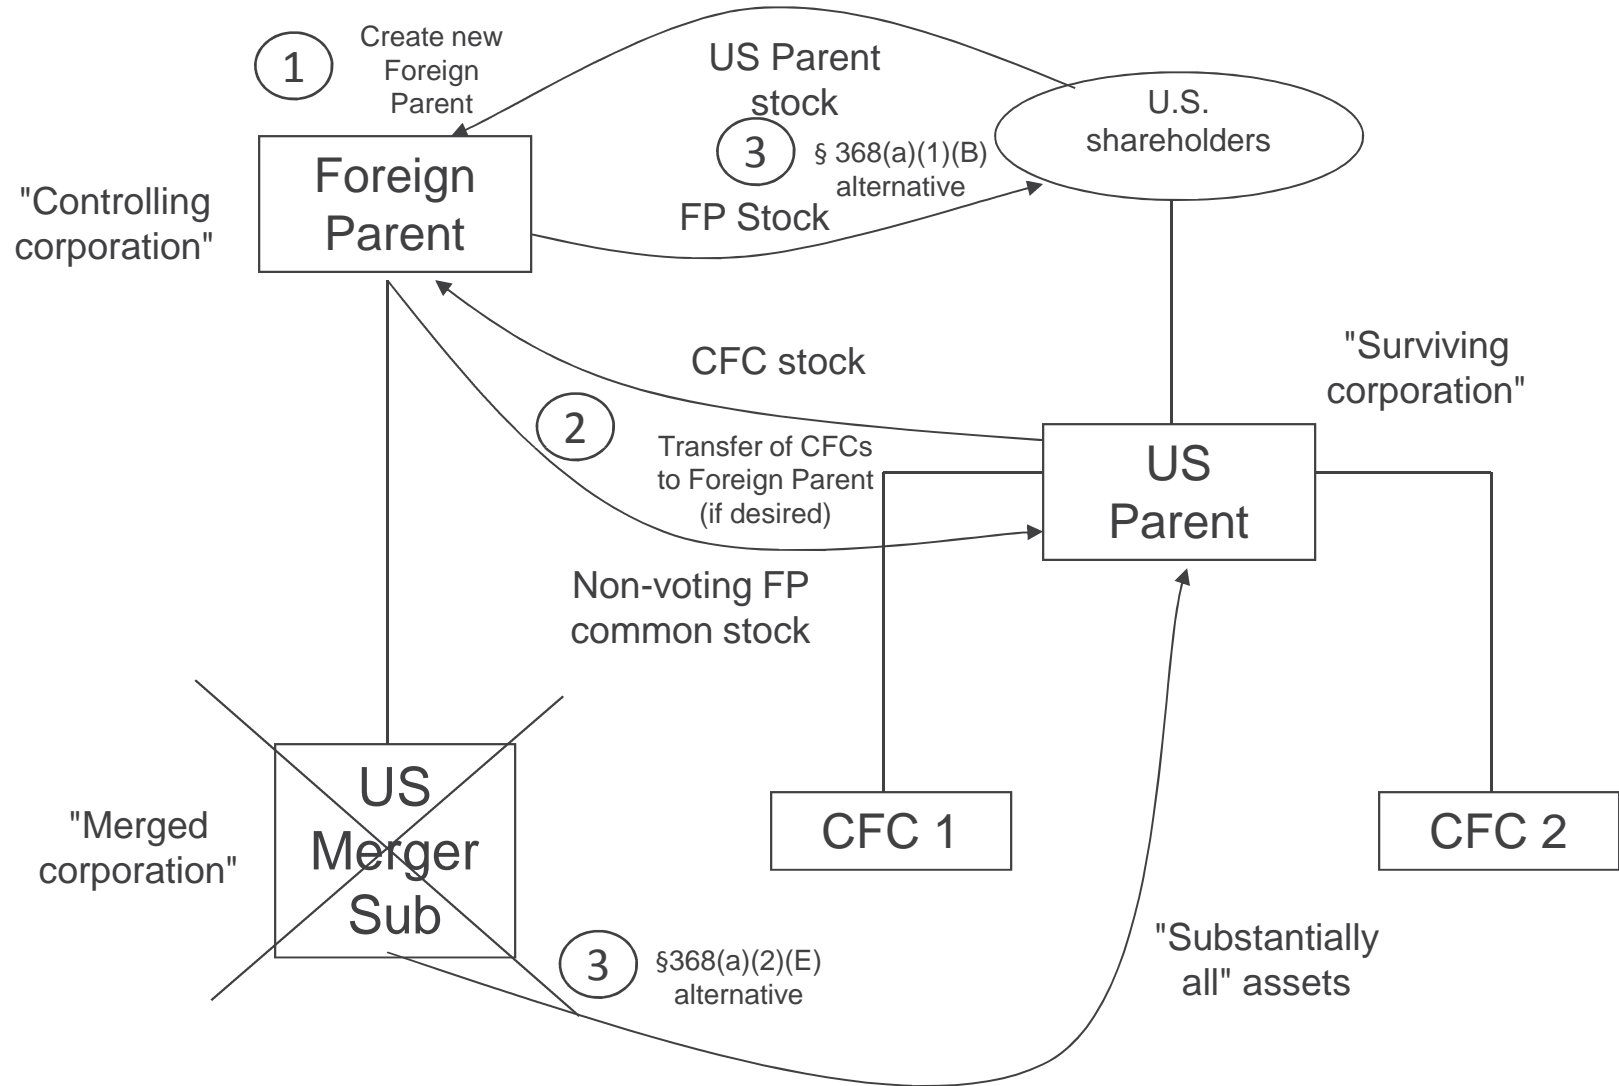 1
Create new
Foreign
Parent
US Parent
stock
U.S.
shareholders
3
§ 368(a)(1)(B)
alternative
FP Stock
"Controlling
corporation"
Foreign
Parent
CFC stock
"Surviving
corporation"
2
Transfer of CFCs
to Foreign Parent
(if desired)
US
Parent
Non-voting FP
common stock
"Merged
corporation"
US
Merger
Sub
CFC 1
CFC 2
3
§368(a)(2)(E)
alternative
"Substantially
all" assets